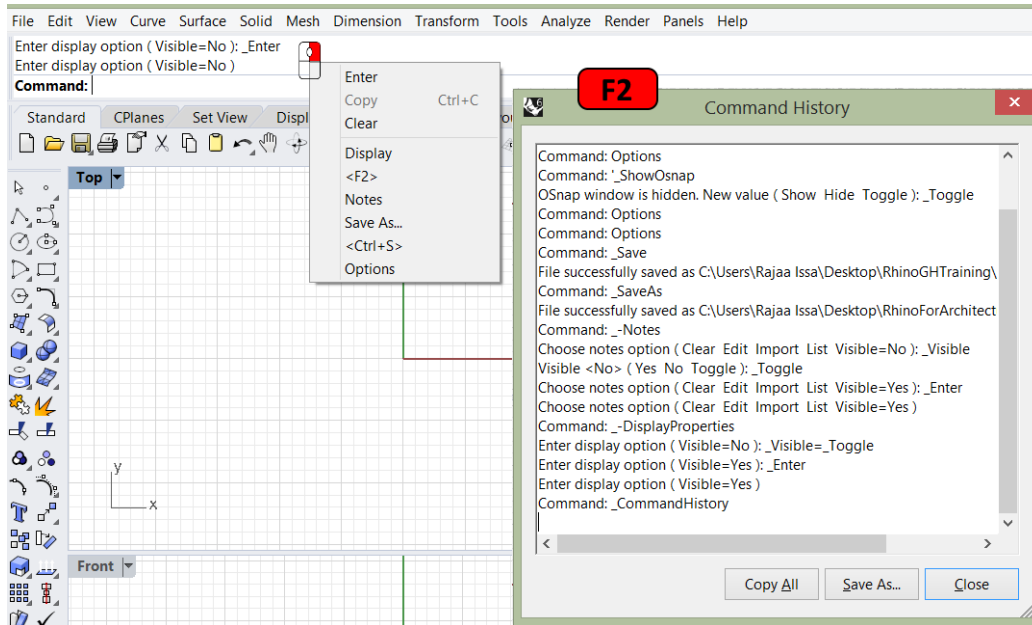 File Edit View Curve Surface Solid Mesh Dimension Transform Tools Analyze Render Panels Help
Enter display option ( Visible=No ): _Enter
Enter display option ( Visible=No )
Command:
Standard CPlanes Set View Displ
Enter
Copy Ctrl+C
Clear
Display
<F2>
Notes
Save As...
<Ctrl+S>
Options
Top
y
x
Front
F2
6
Command History
Command: Options
Command: '_ShowOsnap
OSnap window is hidden. New value ( Show Hide Toggle ): _Toggle
Command: Options
Command: Options
Command: _Save
File successfully saved as C:\Users\Rajaa Issa\Desktop\RhinoGHTraining\
Command: _SaveAs
File successfully saved as C:\Users\Rajaa Issa\Desktop\RhinoForArchitect
Command: _-Notes
Choose notes option ( Clear Edit Import List Visible=No ): _Visible
Visible <No> ( Yes No Toggle ): _Toggle
Choose notes option ( Clear Edit Import List Visible=Yes ): _Enter
Choose notes option ( Clear Edit Import List Visible=Yes )
Command: _-DisplayProperties
Enter display option ( Visible=No ): _Visible=_Toggle
Enter display option ( Visible=Yes ): _Enter
Enter display option ( Visible=Yes )
Command: _CommandHistory
Copy All Save As... Close